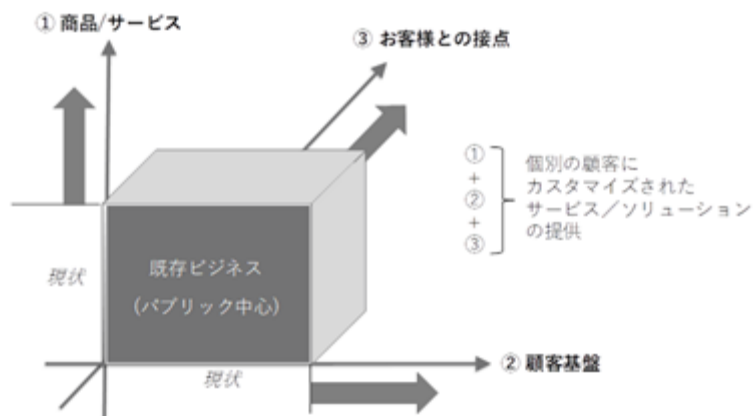 ① 商品/サービス
③ お客様との接点
①
+
②
+
③
個別の顧客に
カスタマイズされた
サービス／ソリューション
の提供
既存ビジネス
(パブリック中心)
現状
② 顧客基盤
現状